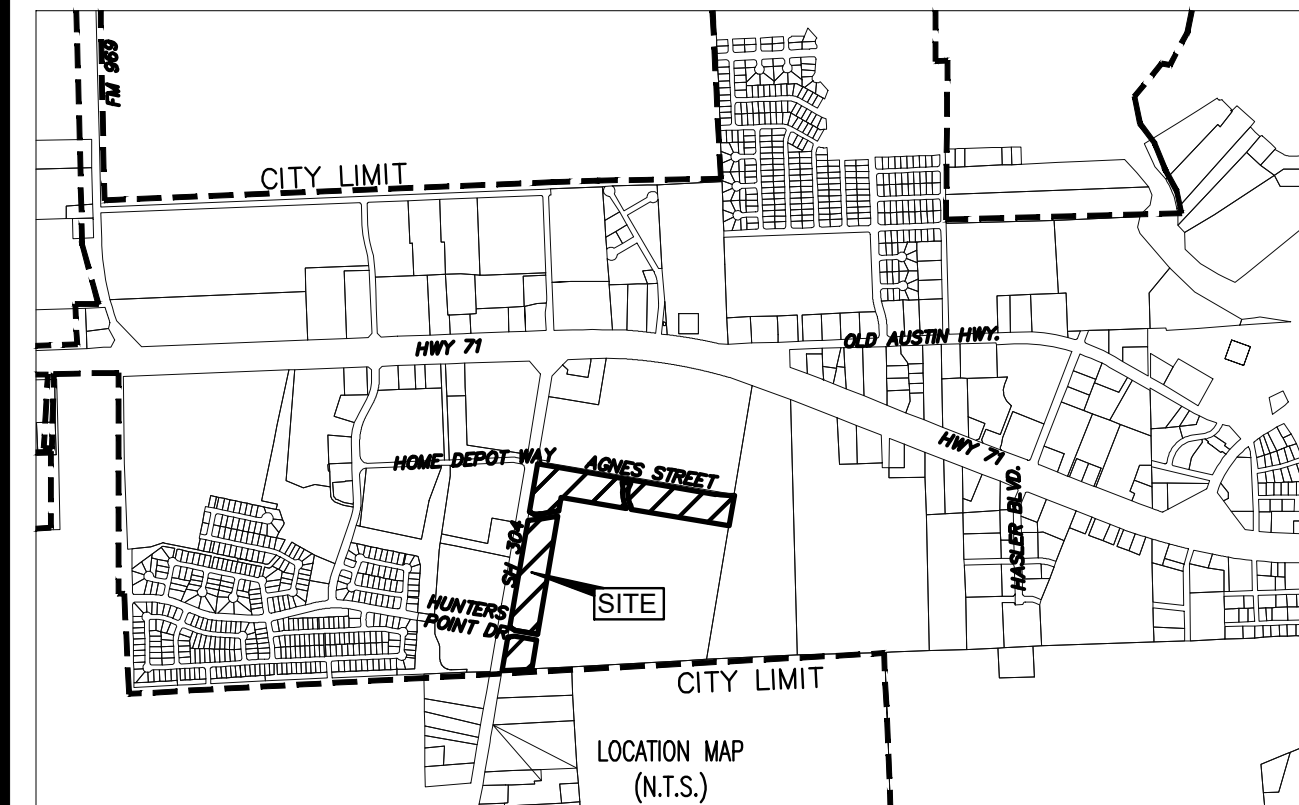 FM 969
CITY LIMIT
HWY 71
OLD AUSTIN HWY.
HOME DEPOT WAY
AGNES STREET
HWY 71
HASLER BLVD.
SH 304
SITE
HUNTERS
POINT DR
CITY LIMIT
LOCATION MAP
(N.T.S.)